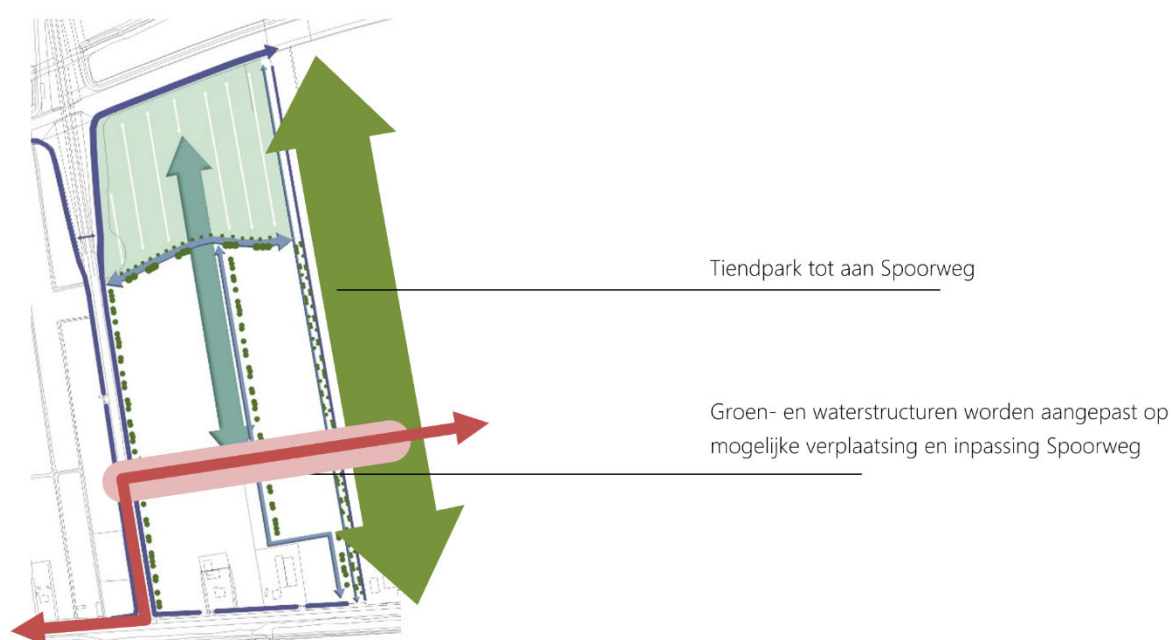 Tiendpark tot aan Spoorweg
Groen- en waterstructuren worden aangepast op
mogelijke verplaatsing en inpassing Spoorweg